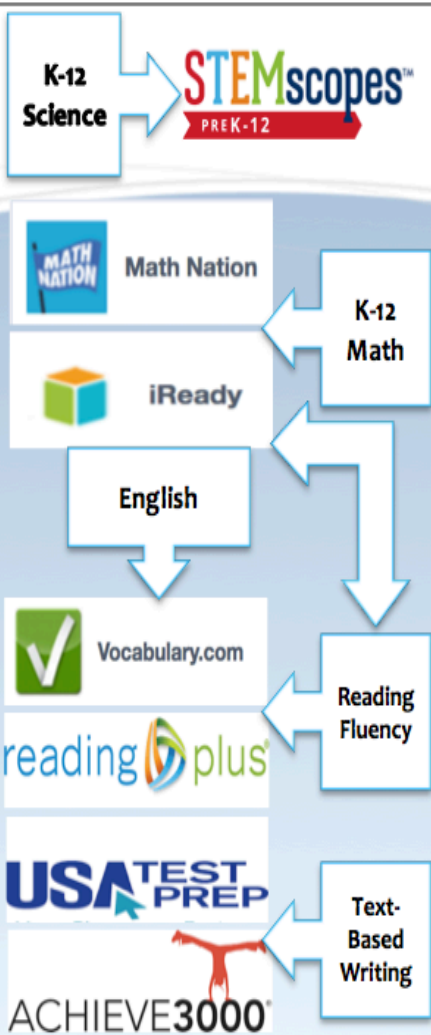 K-12
Science
STEMscopes™
PREK-12
MATH
NATION
Math Nation
K-12
Math
iReady
English
Vocabulary.com
Reading
Fluency
reading plus®
USA TEST
PREP
Text-
Based
Writing
ACHIEVE3000®